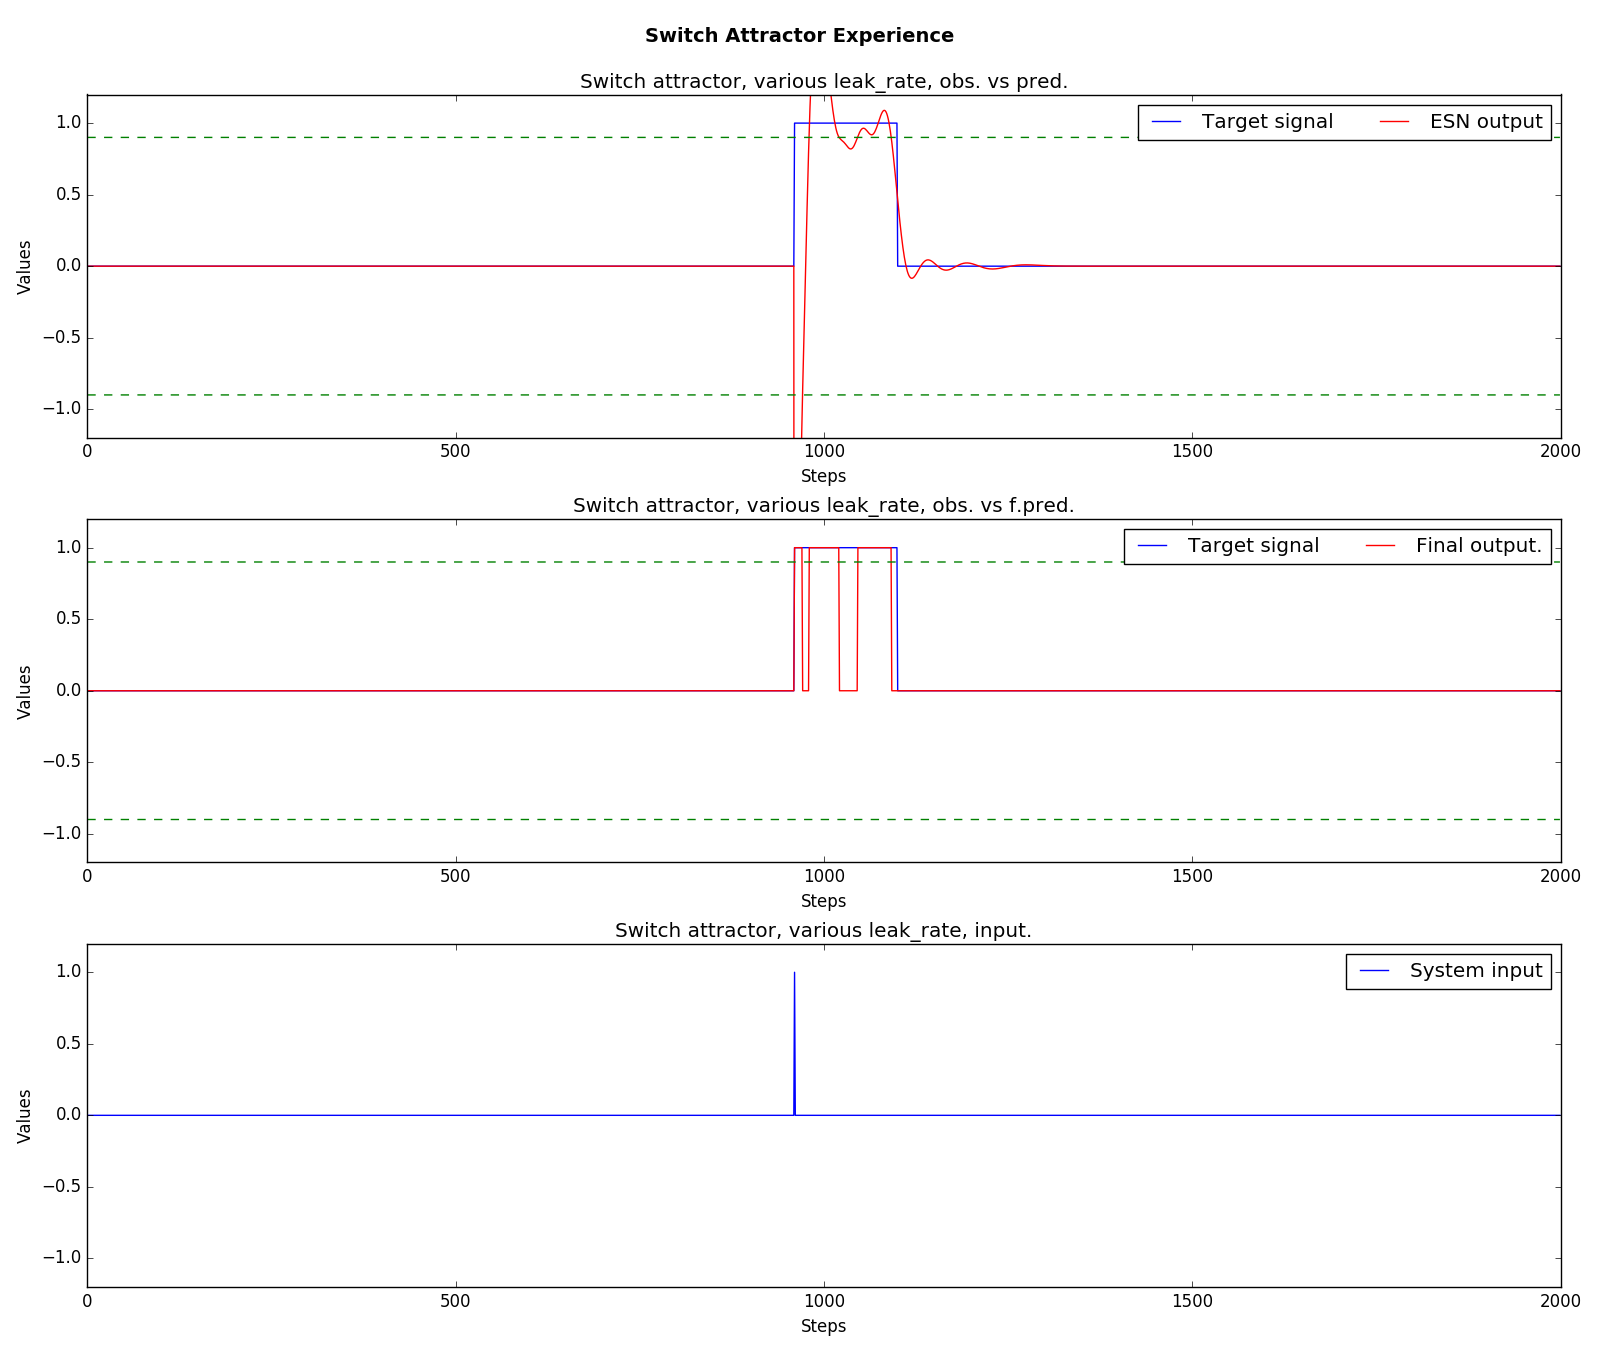 Switch Attractor Experience
Switch attractor, various leak_rate, obs. vs pred.
Target signal ESN output
1.0
0.5
0.0
−0.5
−1.0
Values
0 500 1000 1500 2000
Steps
Switch attractor, various leak_rate, obs. vs f.pred.
Target signal Final output.
1.0
0.5
0.0
−0.5
−1.0
Values
0 500 1000 1500 2000
Steps
Switch attractor, various leak_rate, input.
System input
1.0
0.5
0.0
−0.5
−1.0
Values
0 500 1000 1500 2000
Steps